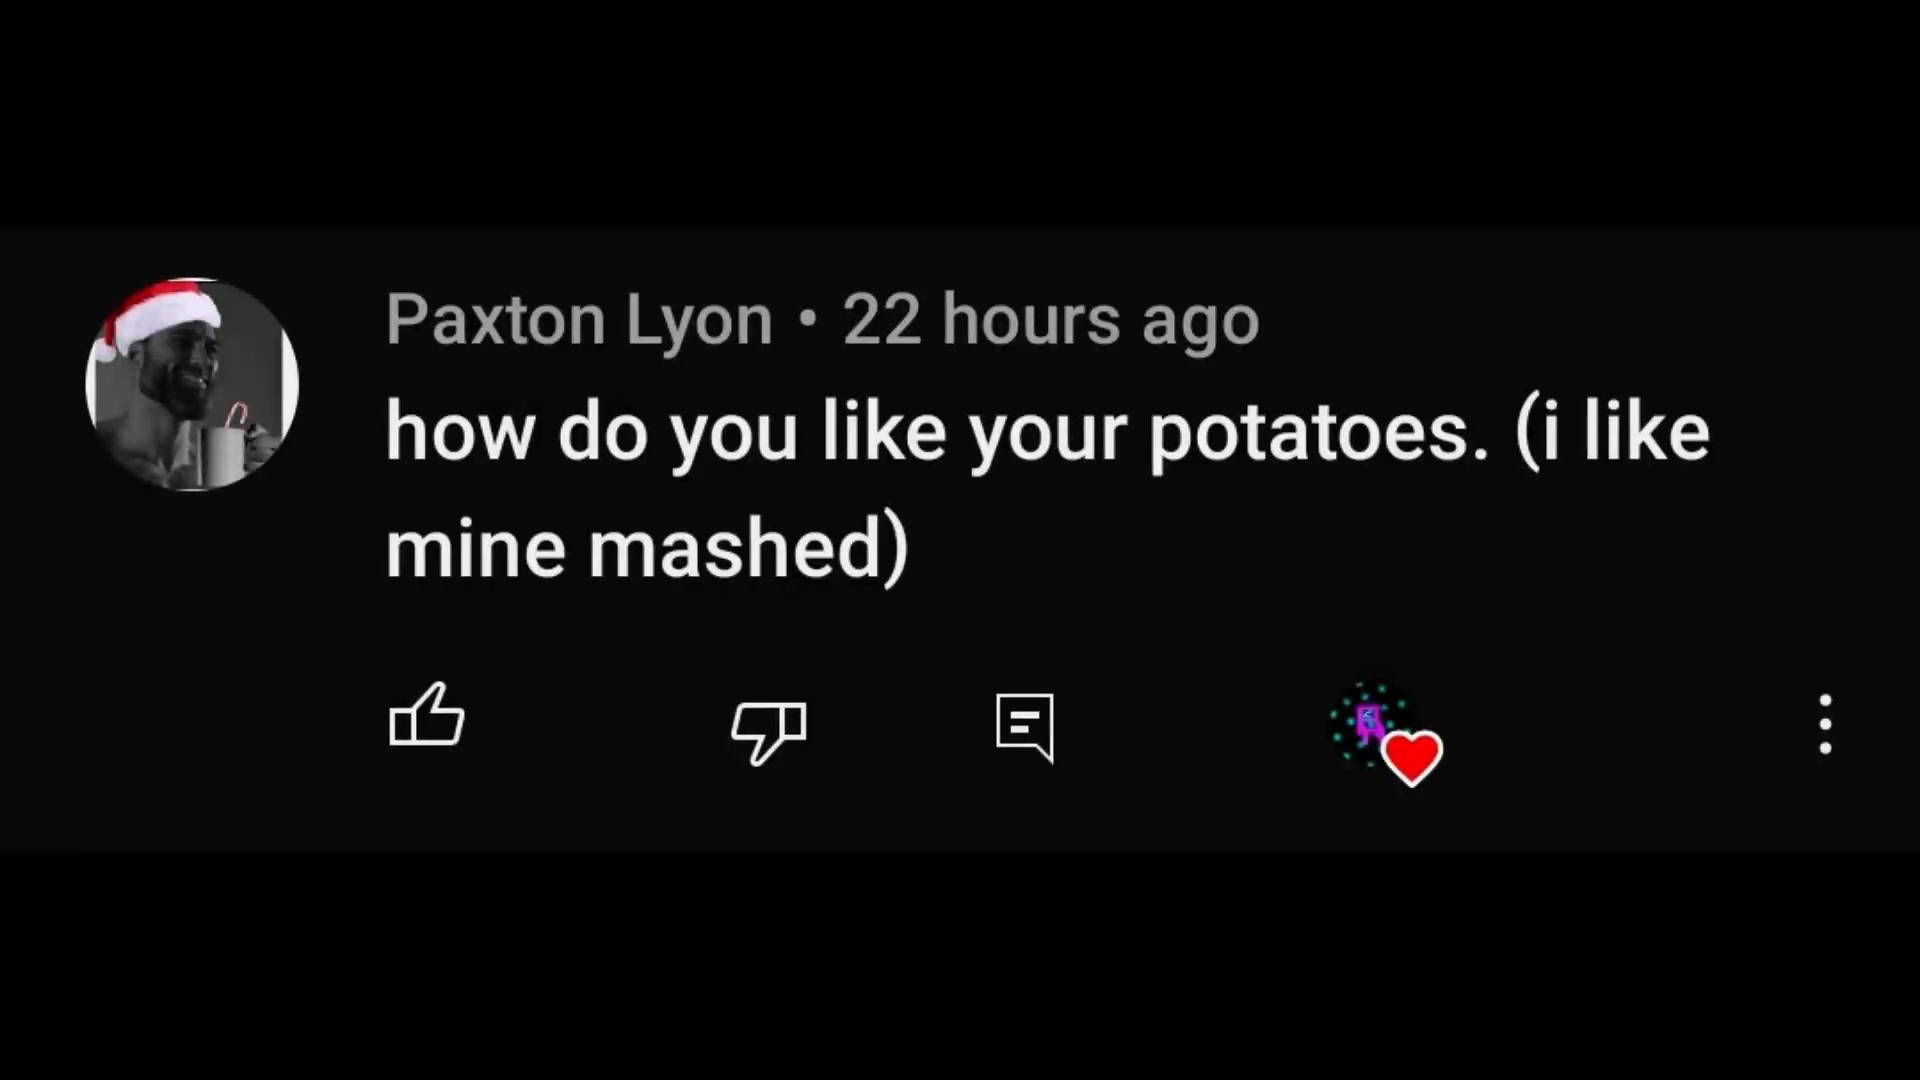 Paxton Lyon • 22 hours ago
how do you like your potatoes. (i like
mine mashed)